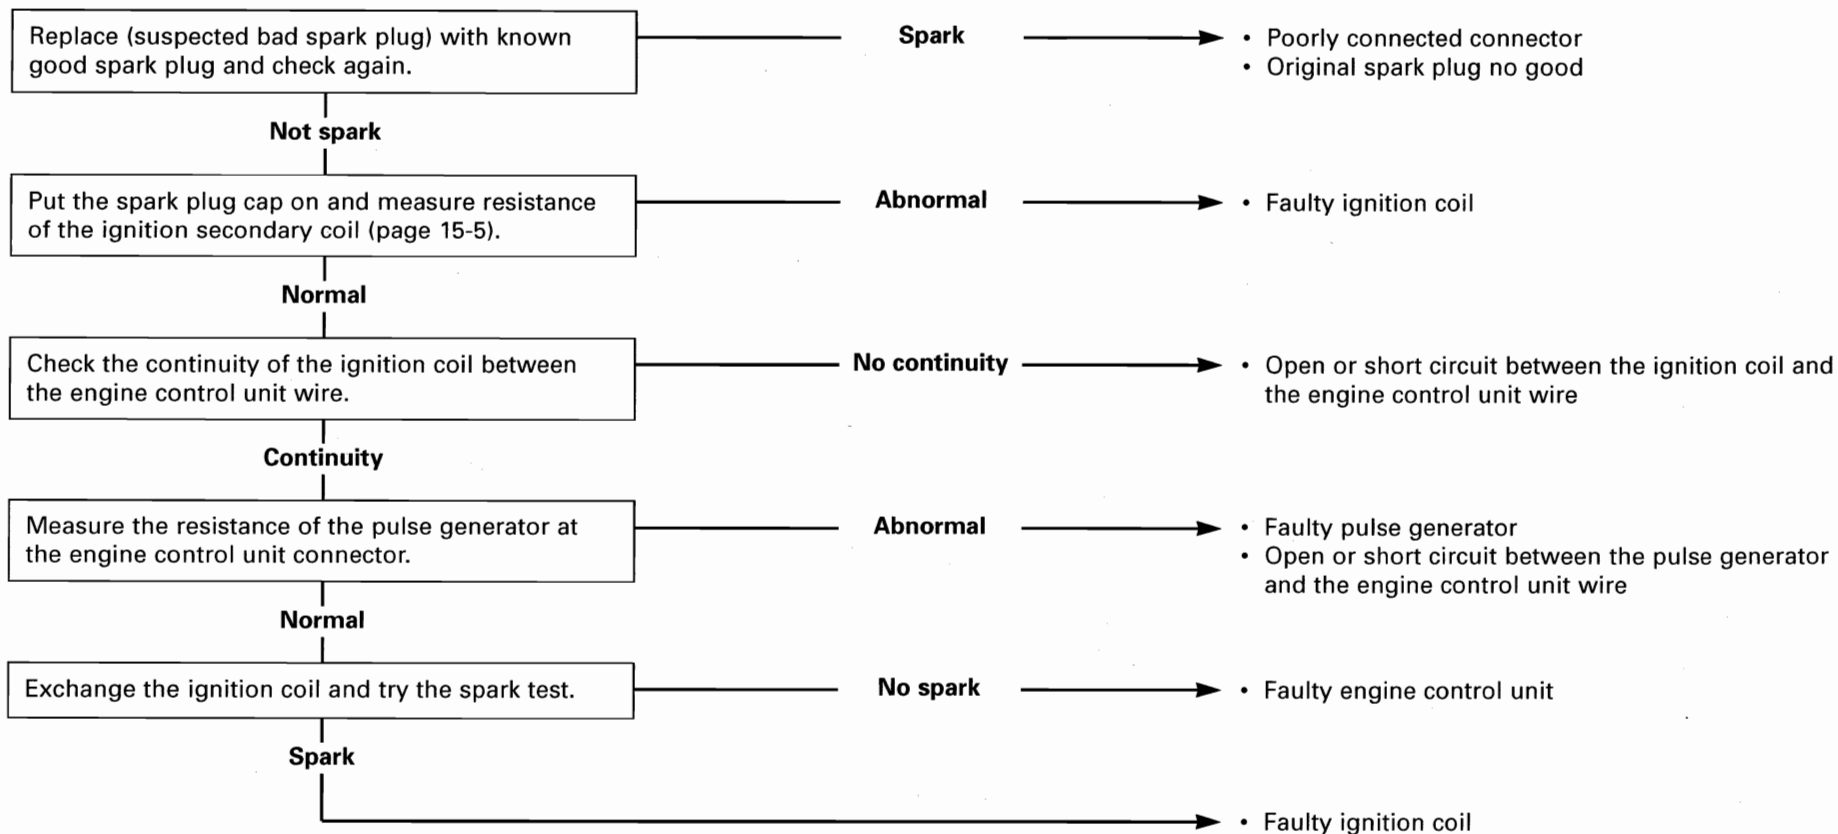 Replace (suspected bad spark plug) with known
good spark plug and check again.
Spark
• Poorly connected connector
• Original spark plug no good
Not spark
Put the spark plug cap on and measure resistance
of the ignition secondary coil (page 15-5).
Abnormal
• Faulty ignition coil
Normal
Check the continuity of the ignition coil between
the engine control unit wire.
No continuity
• Open or short circuit between the ignition coil and
the engine control unit wire
Continuity
Measure the resistance of the pulse generator at
the engine control unit connector.
Abnormal
• Faulty pulse generator
• Open or short circuit between the pulse generator
and the engine control unit wire
Normal
Exchange the ignition coil and try the spark test.
No spark
• Faulty engine control unit
Spark
• Faulty ignition coil